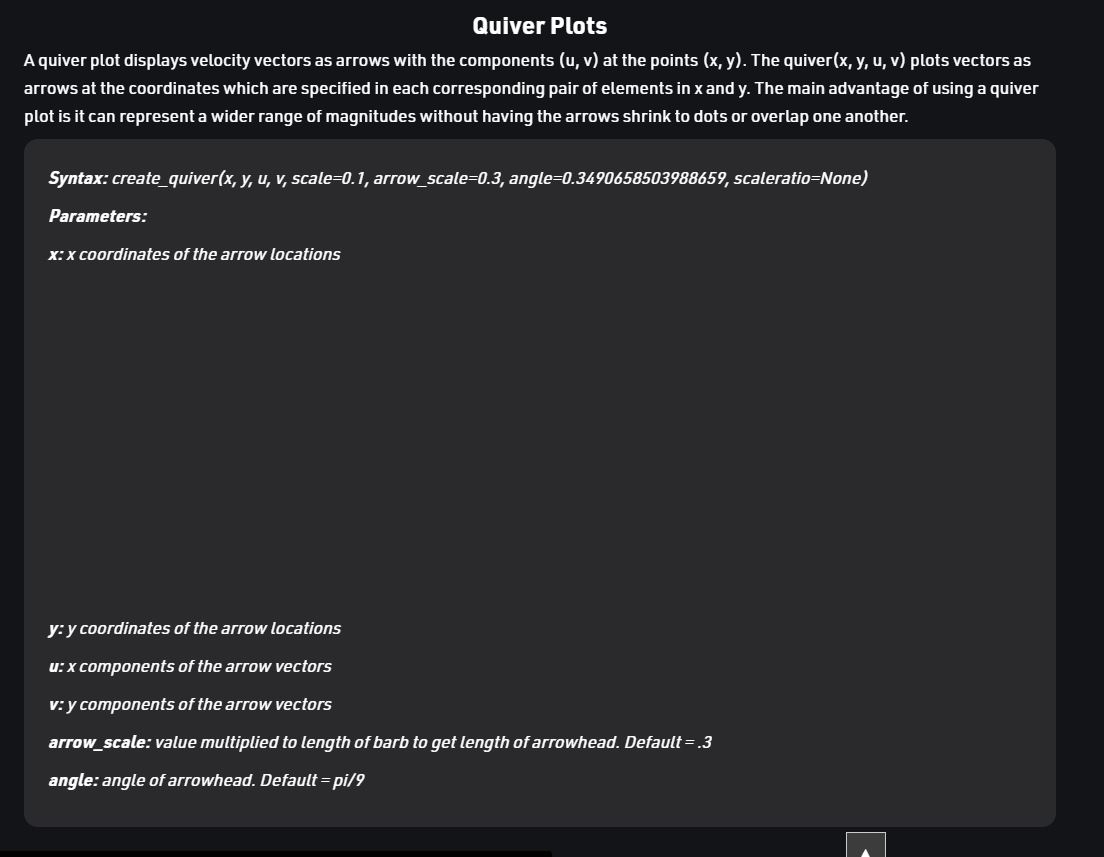 Quiver Plots
A quiver plot displays velocity vectors as arrows with the components (u, v) at the points (x, y). The quiver(x, y, u, v) plots vectors as
arrows at the coordinates which are specified in each corresponding pair of elements in x and y. The main advantage of using a quiver
plot is it can represent a wider range of magnitudes without having the arrows shrink to dots or overlap one another.
Syntax: create_quiver(x, y, u, v, scale=0.1, arrow_scale=0.3, angle=0.3490658503988659, scaleratio=None)
Parameters:
x: x coordinates of the arrow locations
y: y coordinates of the arrow locations
u: x components of the arrow vectors
v: y components of the arrow vectors
arrow_scale: value multiplied to length of barb to get length of arrowhead. Default = .3
angle: angle of arrowhead. Default = pi/9